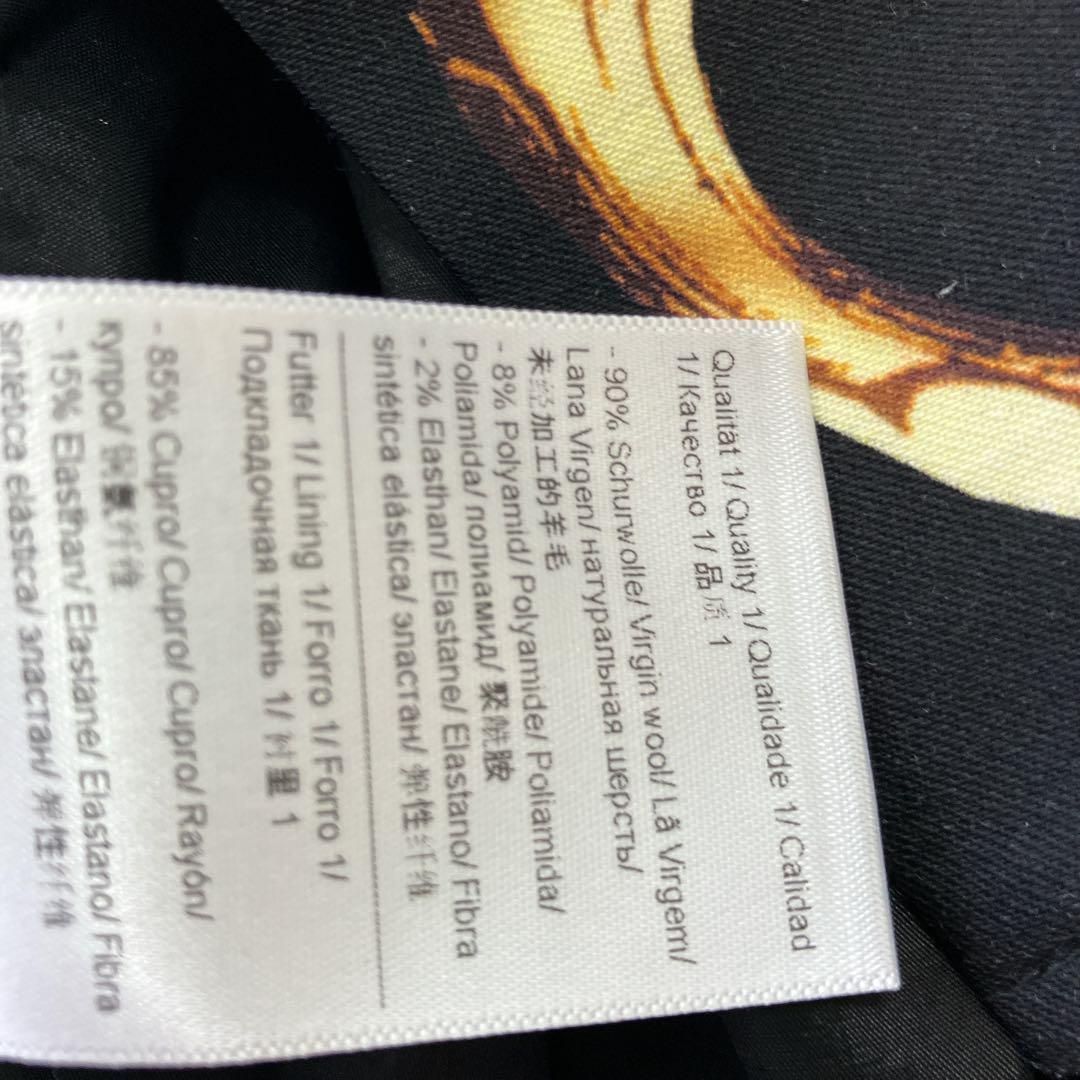 Qualität 1/ Quality 1/ Qualidade 1/ Calidad
1/ Качество 1/ 品质 1
- 90% Schurwolle/ Virgin wool/ Lã Virgem/
Lana Virgen/ натуральная шерсть/
未经加工的羊毛
- 8% Polyamid/ Polyamide/ Poliamida/
Poliamida/ полиамид/ 聚酰胺
- 2% Elasthan/ Elastane/ Elastano/ Fibra
sintética elástica/ эластан/ 弹性纤维
Futter 1/ Lining 1/ Forro 1/ Forro 1/
Подкладочная ткань 1/ 衬里 1
- 85% Cupro/ Cupro/ Cupro/ Rayón/
купро/ 铜氨纤维
- 15% Elasthan/ Elastane/ Elastano/ Fibra
sintética elástica/ эластан/ 弹性纤维